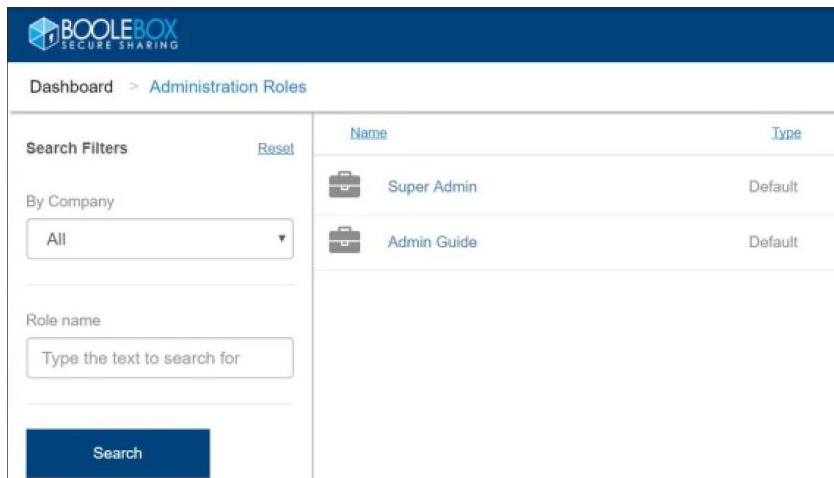 BOOLEBOX
SECURE SHARING
Dashboard > Administration Roles
Search Filters Reset
By Company
All
Role name
Type the text to search for
Search
Name Type
Super Admin Default
Admin Guide Default